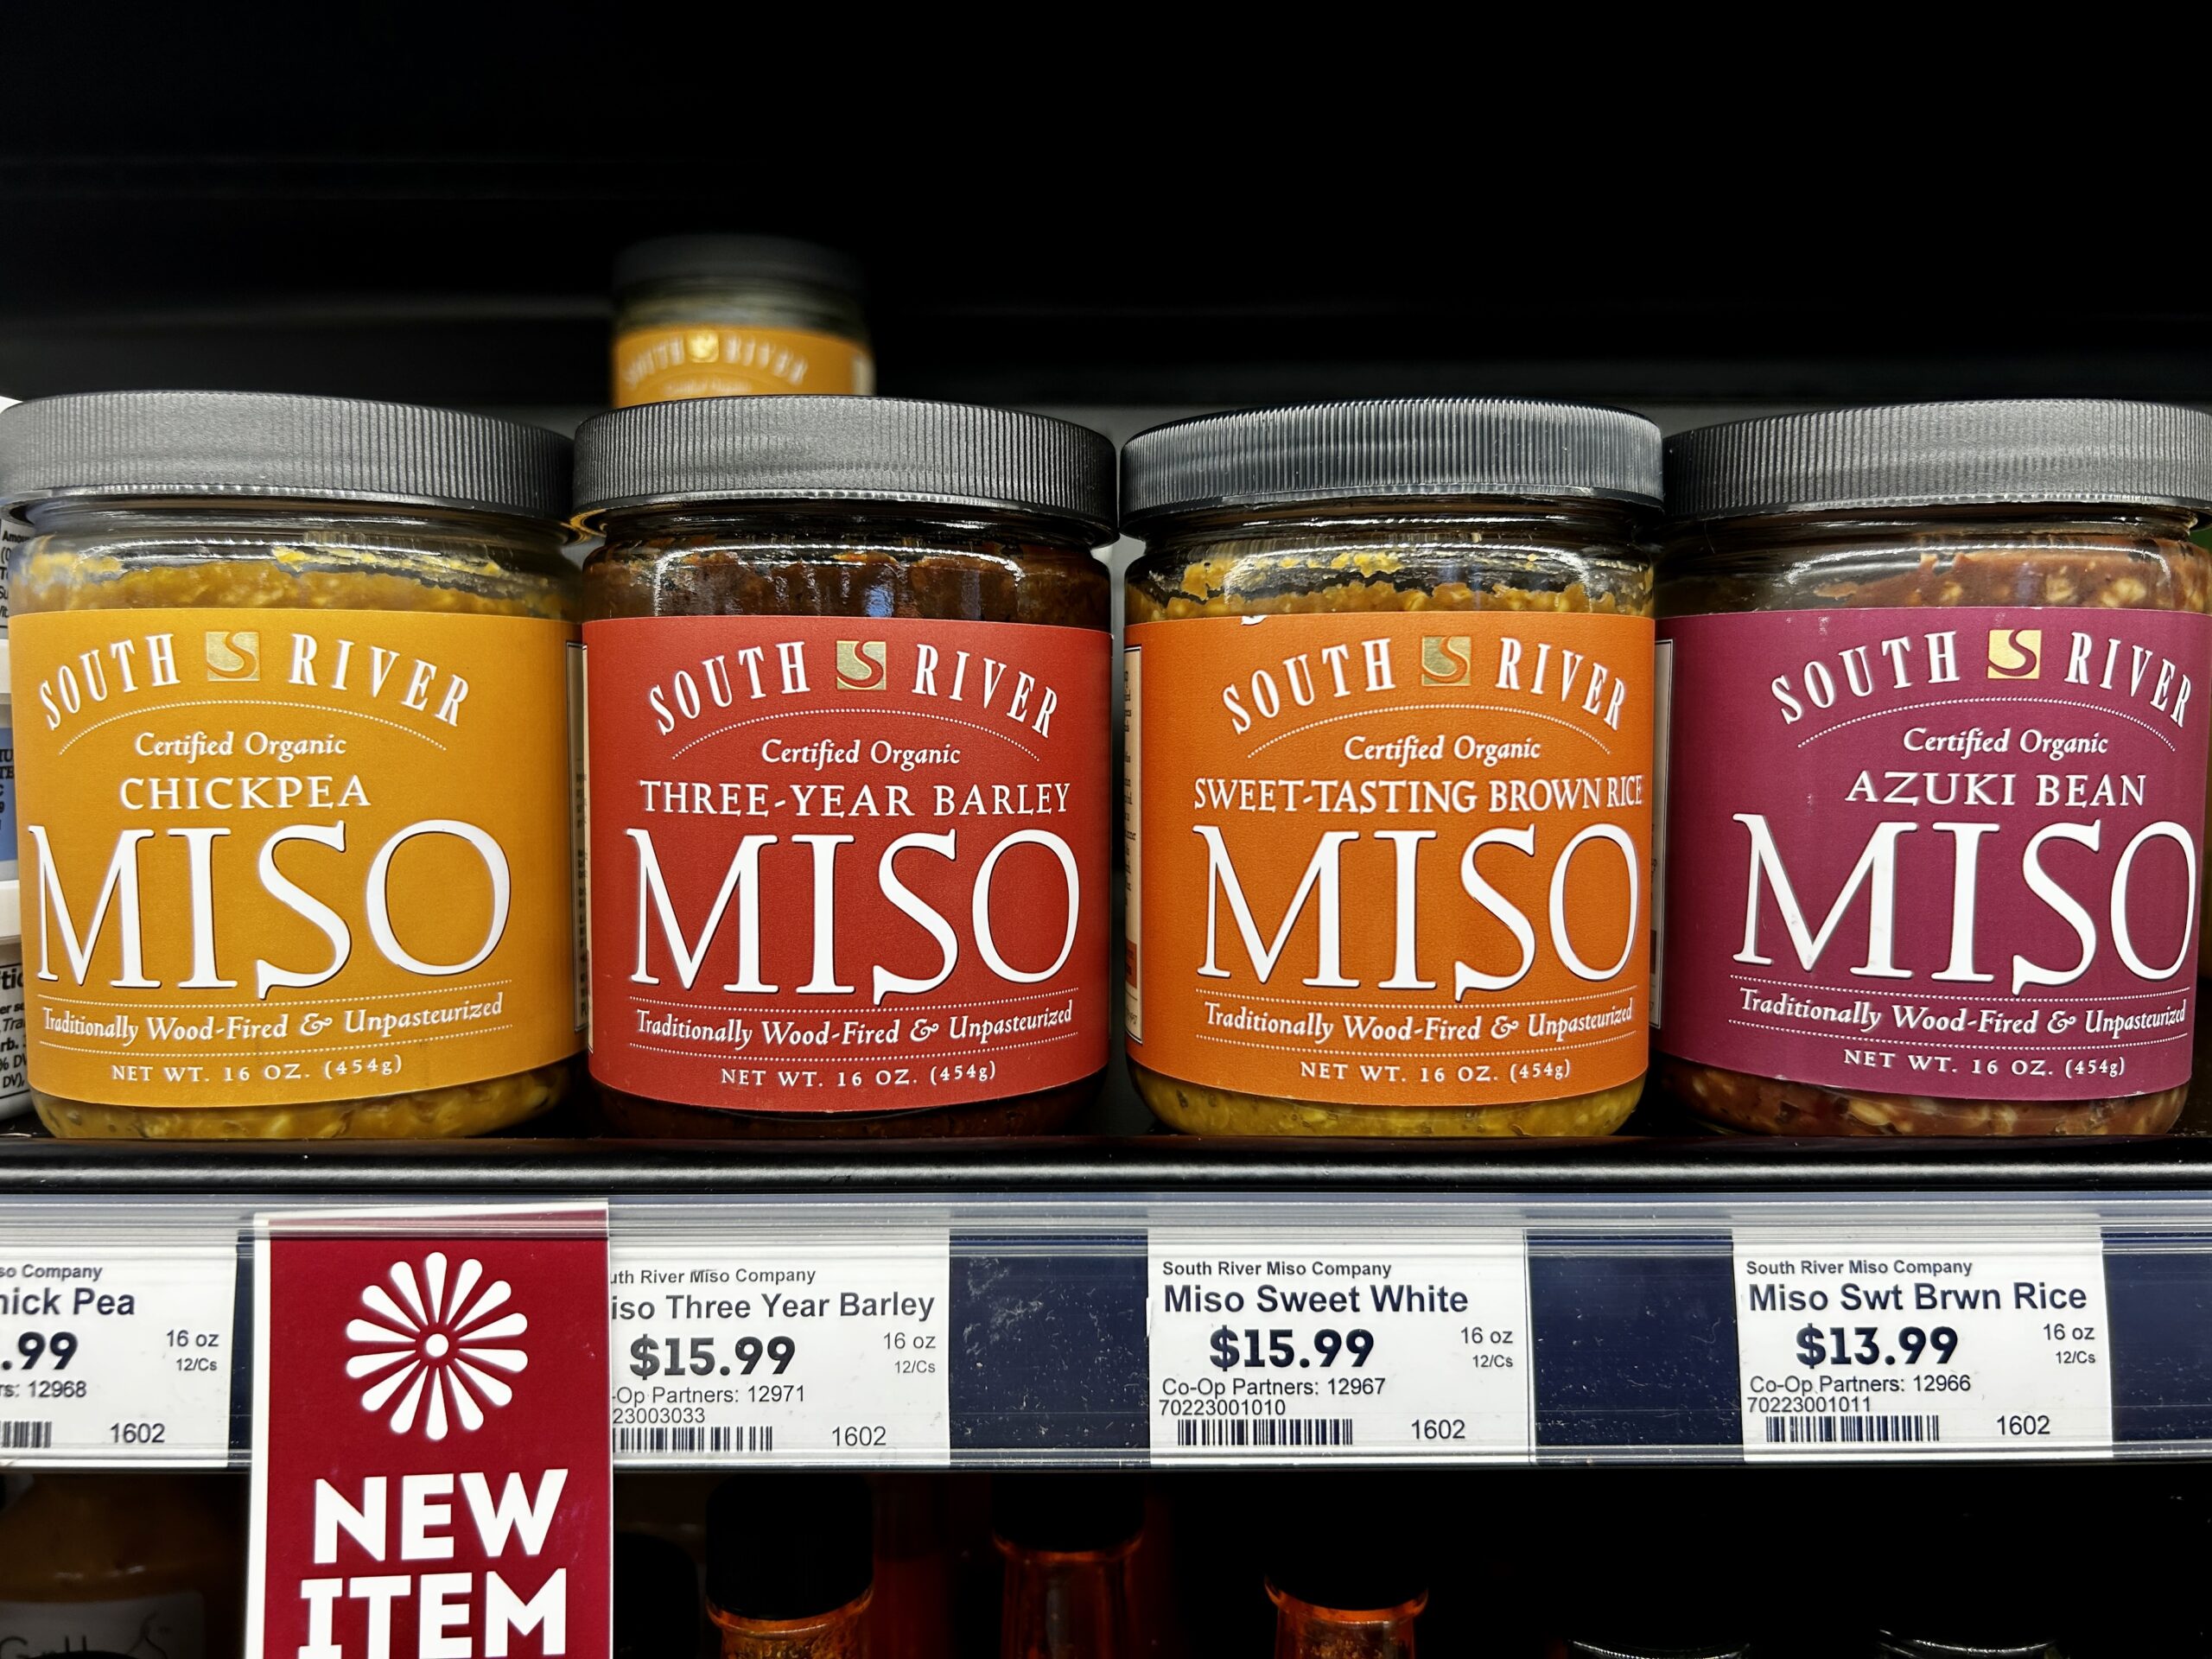 SOUTH RIVER
SOUTH RIVER
Certified Organic
CHICKPEA
MISO
Traditionally Wood-Fired & Unpasteurized
NET WT. 16 OZ. (454g)
SOUTH RIVER
Certified Organic
THREE-YEAR BARLEY
MISO
Traditionally Wood-Fired & Unpasteurized
NET WT. 16 OZ. (454g)
SOUTH RIVER
Certified Organic
SWEET-TASTING BROWN RICE
MISO
Traditionally Wood-Fired & Unpasteurized
NET WT. 16 OZ. (454g)
SOUTH RIVER
Certified Organic
AZUKI BEAN
MISO
Traditionally Wood-Fired & Unpasteurized
NET WT. 16 OZ. (454g)
so Company
hick Pea
.99
16 oz
12/Cs
rs: 12968
1602
NEW
ITEM
uth River Miso Company
iso Three Year Barley
$15.99
16 oz
12/Cs
-Op Partners: 12971
23003033
1602
South River Miso Company
Miso Sweet White
$15.99
16 oz
12/Cs
Co-Op Partners: 12967
70223001010
1602
South River Miso Company
Miso Swt Brwn Rice
$13.99
16 oz
12/Cs
Co-Op Partners: 12966
70223001011
1602